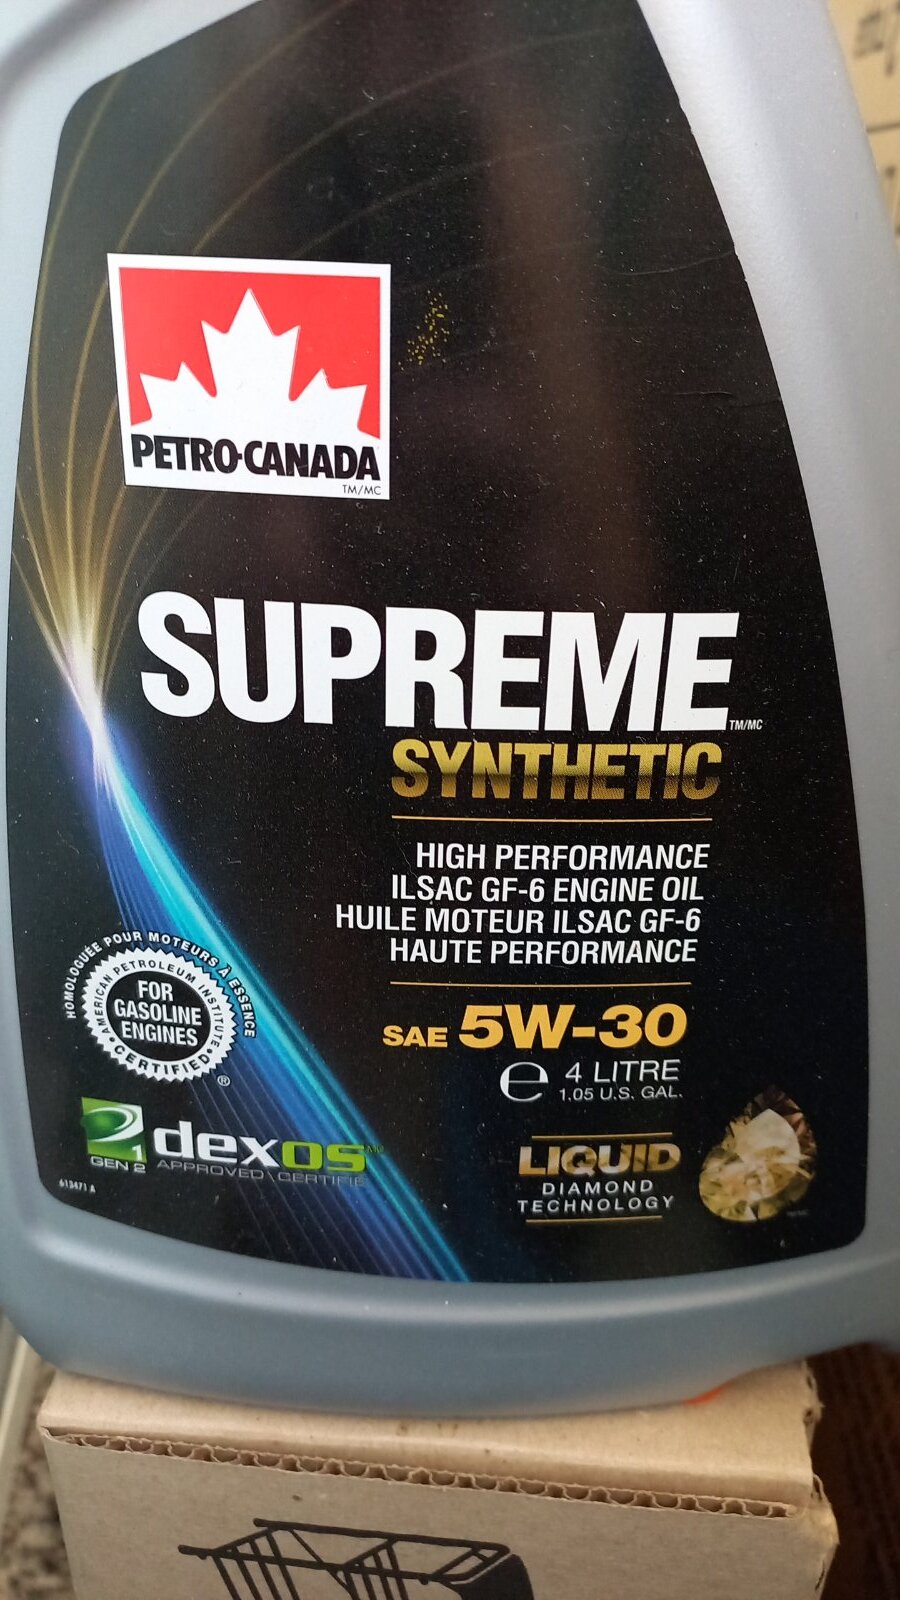 PETRO-CANADA
TM/MC
SUPREME
TM/MC
SYNTHETIC
HIGH PERFORMANCE
ILSAC GF-6 ENGINE OIL
HUILE MOTEUR ILSAC GF-6
HAUTE PERFORMANCE
SAE 5W-30
e 4 LITRE
1.05 U.S. GAL.
HOMOLOGUÉE POUR MOTEURS À ESSENCE
AMERICAN PETROLEUM INSTITUTE
FOR
GASOLINE
ENGINES
CERTIFIED
®
1
GEN 2
dexos
APPROVED CERTIFIÉ
LIQUID
DIAMOND
TECHNOLOGY